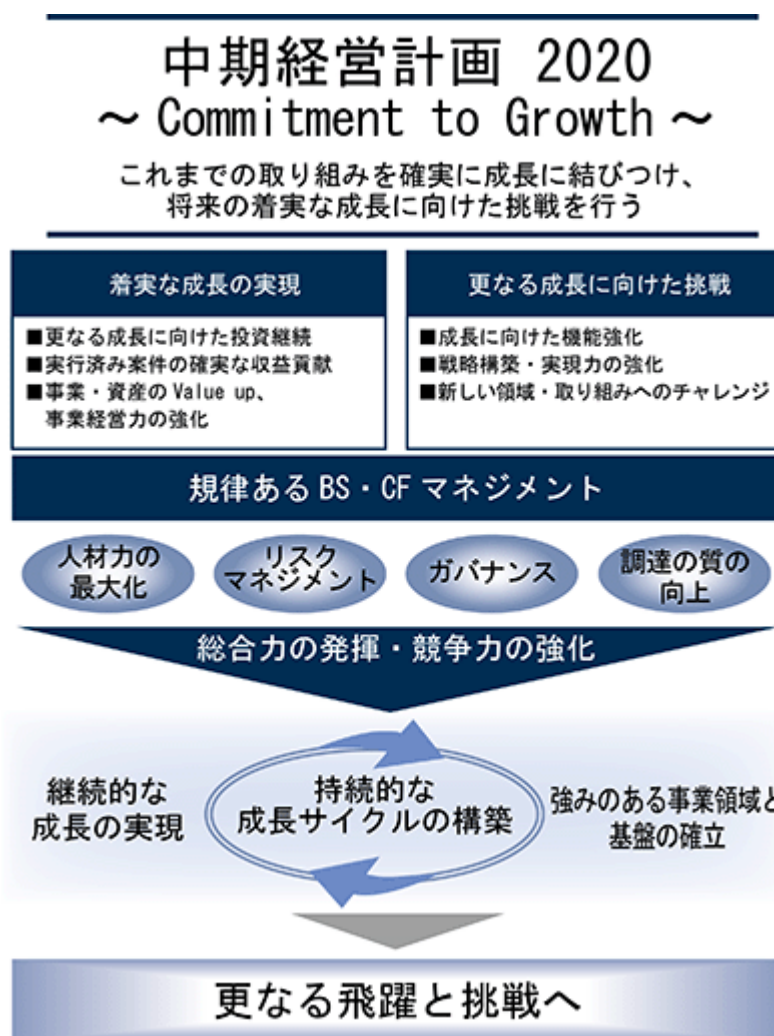 中期経営計画 2020
～ Commitment to Growth ～
これまでの取り組みを確実に成長に結びつけ、
将来の着実な成長に向けた挑戦を行う
着実な成長の実現
■更なる成長に向けた投資継続
■実行済み案件の確実な収益貢献
■事業・資産の Value up、
事業経営力の強化
更なる成長に向けた挑戦
■成長に向けた機能強化
■戦略構築・実現力の強化
■新しい領域・取り組みへのチャレンジ
規律ある BS・CF マネジメント
人材力の
最大化
リスク
マネジメント
ガバナンス
調達の質の
向上
総合力の発揮・競争力の強化
継続的な
成長の実現
持続的な
成長サイクルの構築
強みのある事業領域と
基盤の確立
更なる飛躍と挑戦へ